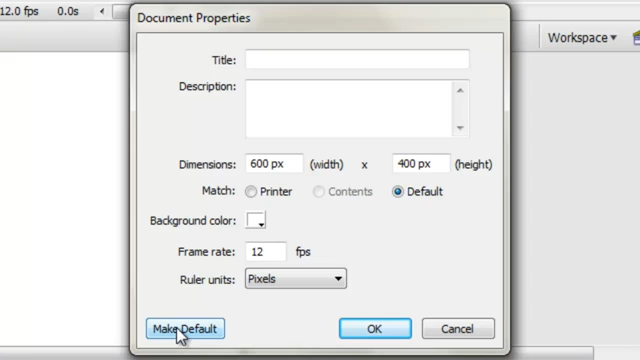 12.0 fps 0.0s
Document Properties
Workspace
Title:
Description:
Dimensions: 600 px (width) x 400 px (height)
Match: Printer Contents Default
Background color:
Frame rate: 12 fps
Ruler units: Pixels
Make Default OK Cancel